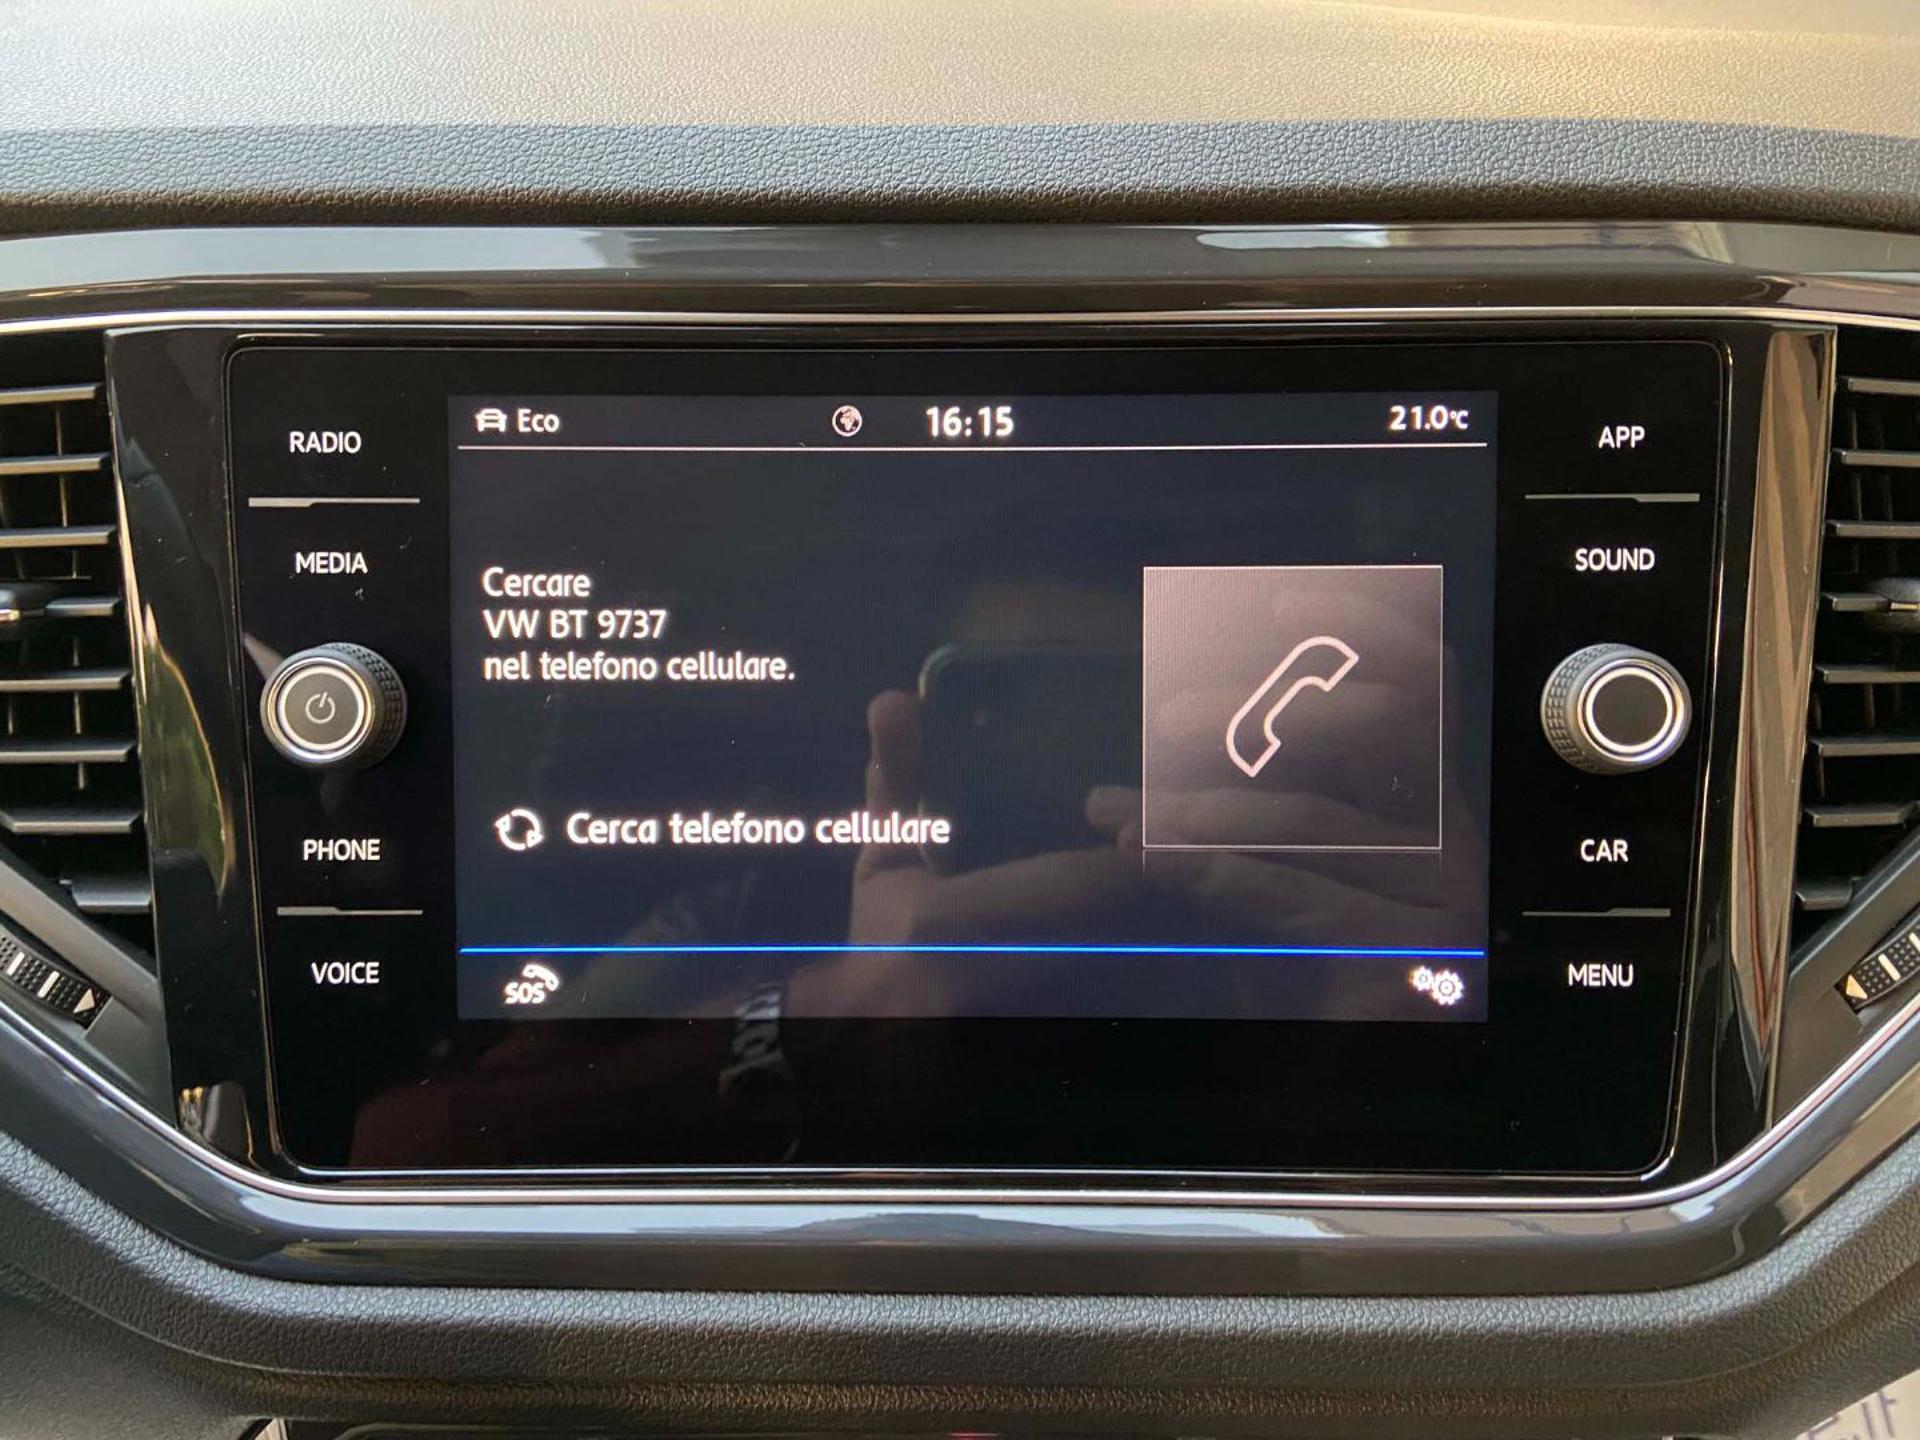 RADIO
MEDIA
PHONE
VOICE
Eco
16:15
21.0°C
Cercare
VW BT 9737
nel telefono cellulare.
Cerca telefono cellulare
SOS
APP
SOUND
CAR
MENU